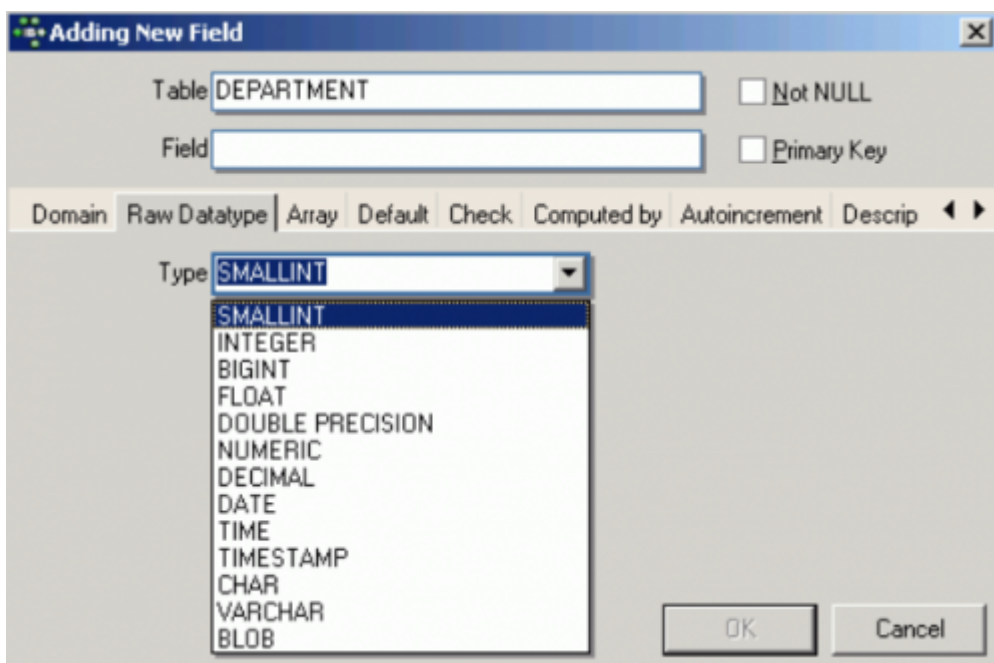 Adding New Field
Table DEPARTMENT Not NULL
Field Primary Key
Domain Raw Datatype Array Default Check Computed by Autoincrement Descrip
Type SMALLINT
SMALLINT
INTEGER
BIGINT
FLOAT
DOUBLE PRECISION
NUMERIC
DECIMAL
DATE
TIME
TIMESTAMP
CHAR
VARCHAR
BLOB
OK Cancel